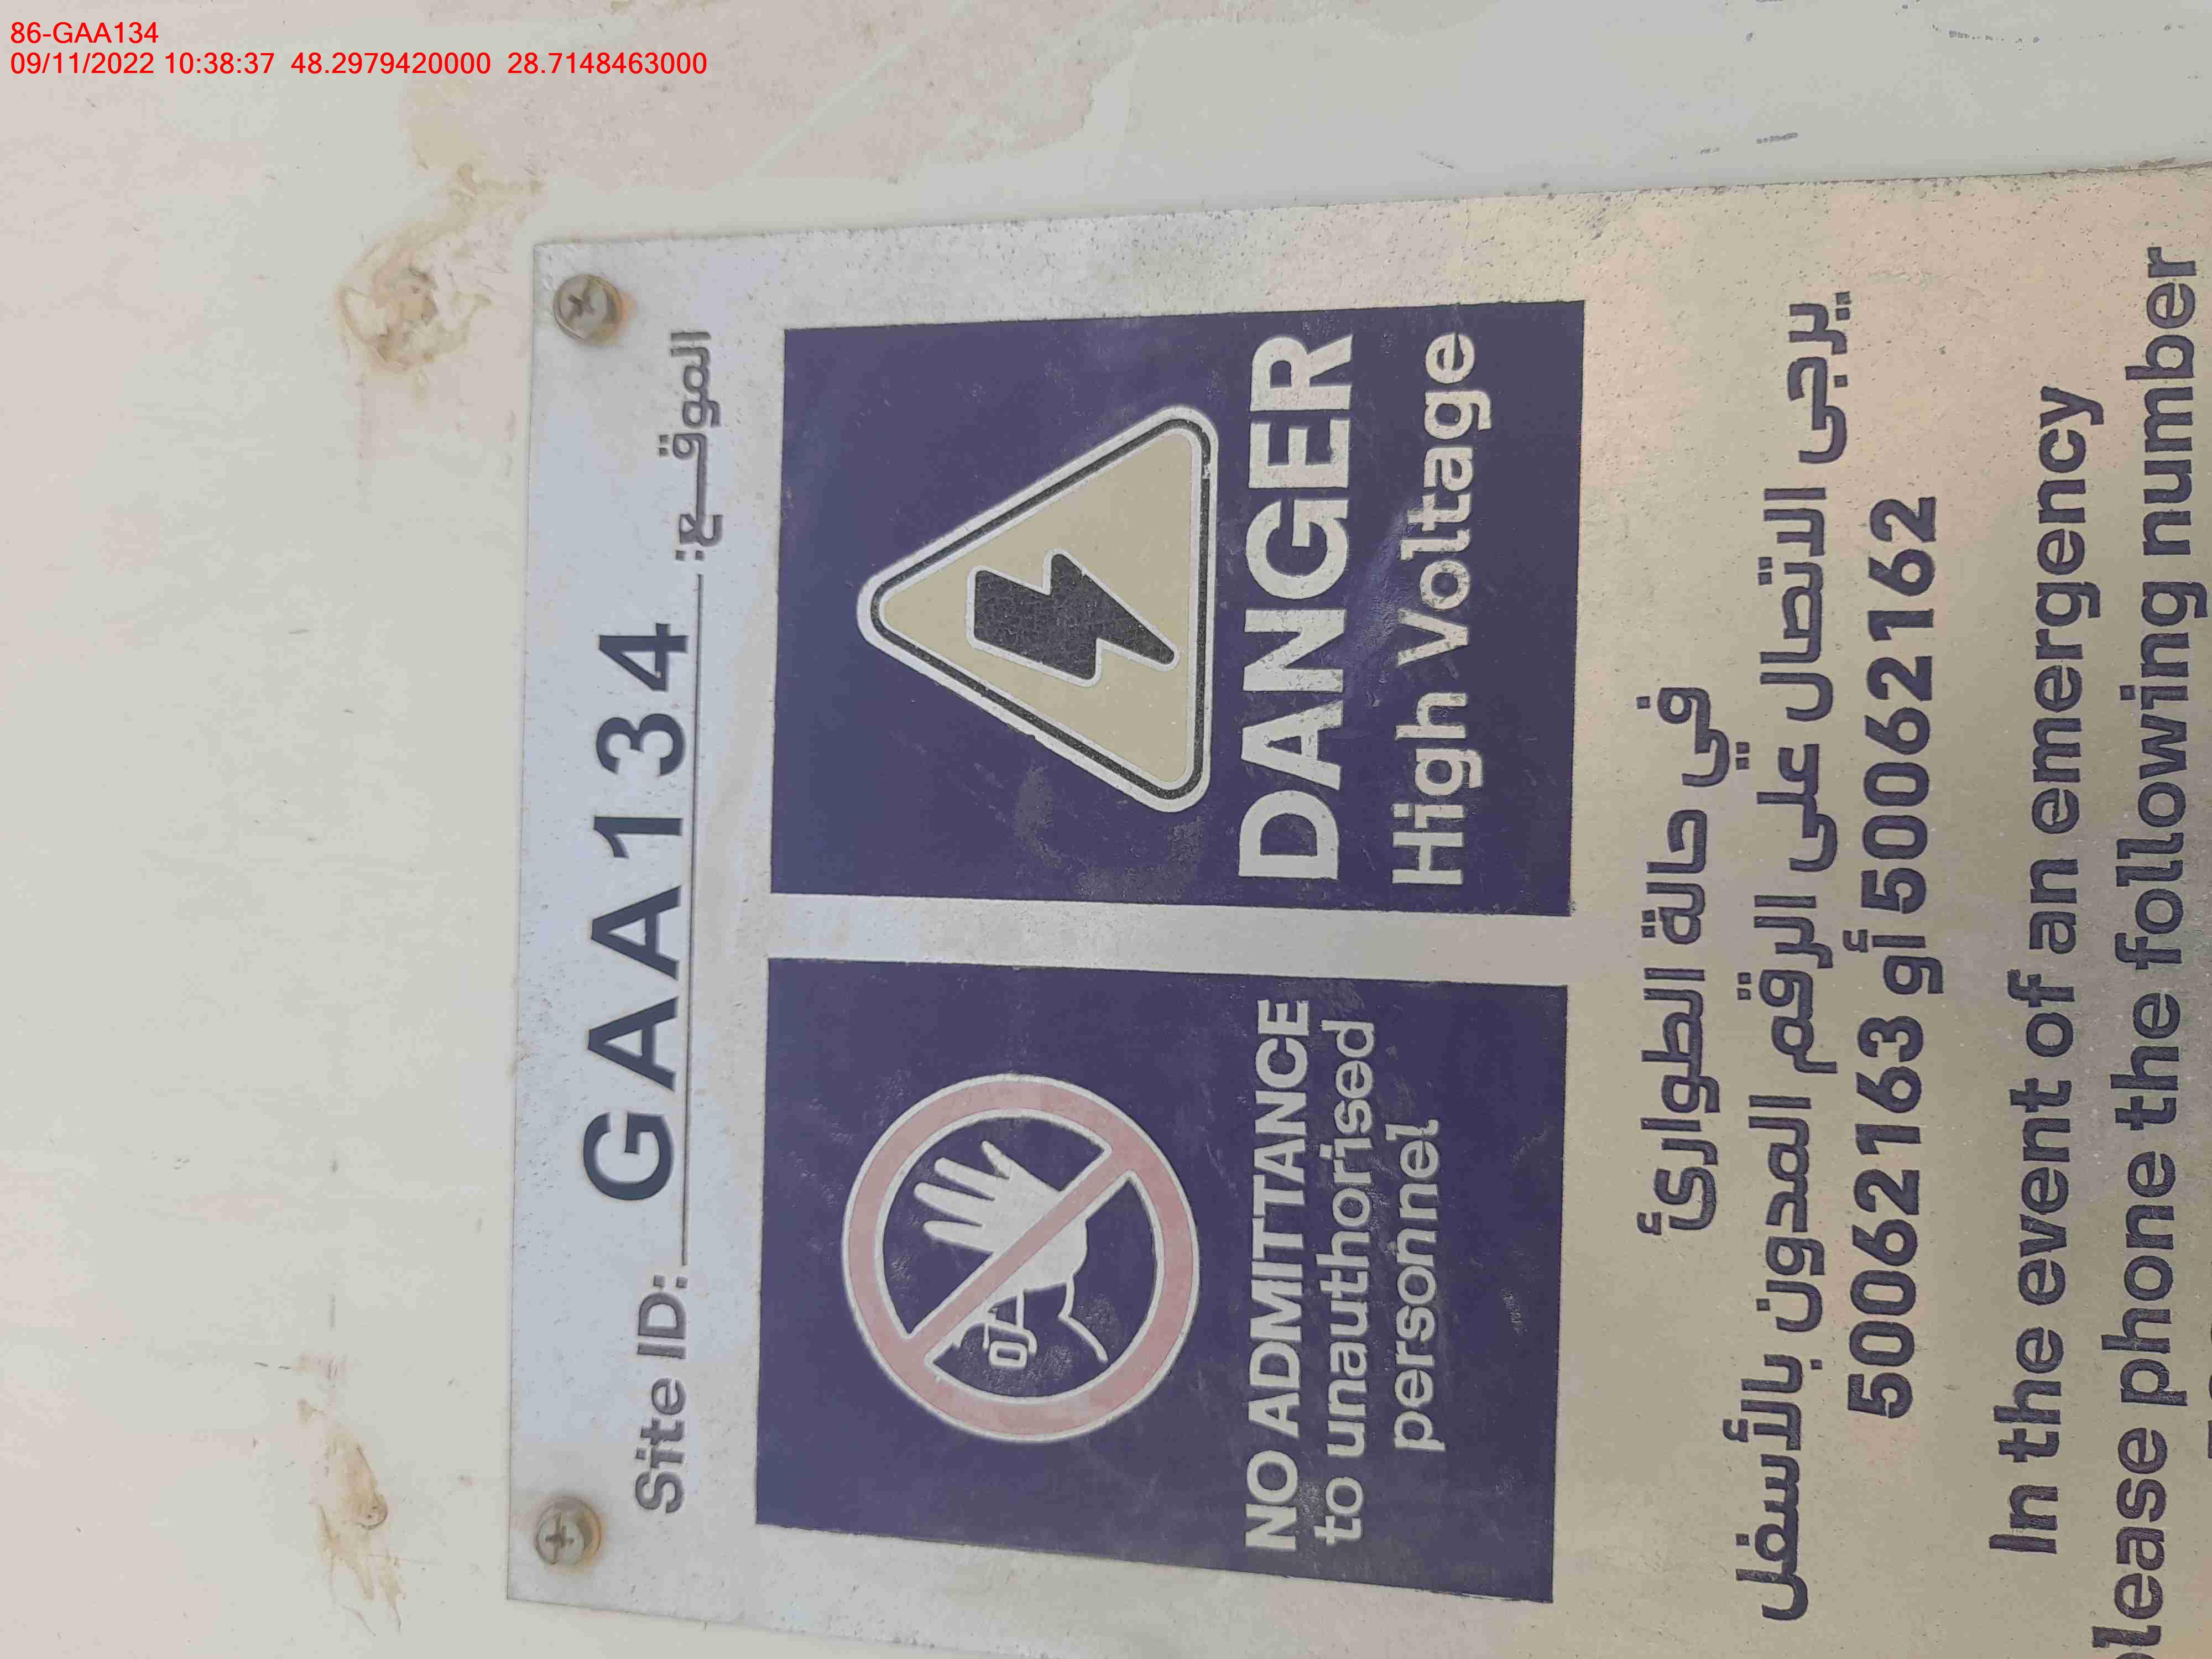 86-GAA134
09/11/2022 10:38:37 48.2979420000 28.7148463000
Site ID: GAA134 الموقـــع:
NO ADMITTANCE
to unauthorised
personnel
DANGER
High Voltage
في حالة الطوارئ
يرجى الاتصال على الرقم المدون بالأسفل
50062163 أو 50062162
In the event of an emergency
please phone the following number